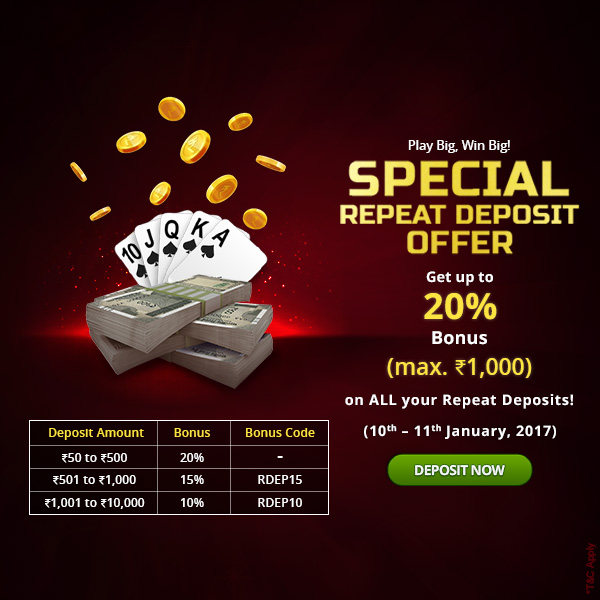 Play Big, Win Big!
SPECIAL
REPEAT DEPOSIT
OFFER
Get up to
20%
Bonus
(max. ₹1,000)
on ALL your Repeat Deposits!
(10th – 11th January, 2017)
DEPOSIT NOW
10 J Q K A
Deposit Amount Bonus Bonus Code
₹50 to ₹500 20% -
₹501 to ₹1,000 15% RDEP15
₹1,001 to ₹10,000 10% RDEP10
*T&C Apply